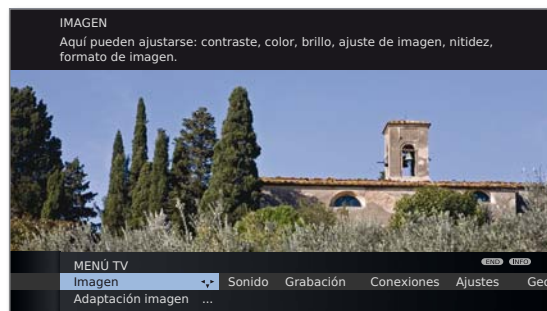 IMAGEN
Aquí pueden ajustarse: contraste, color, brillo, ajuste de imagen, nitidez,
formato de imagen.
MENÚ TV
END INFO
Imagen Sonido Grabación Conexiones Ajustes Geo
Adaptación imagen ...